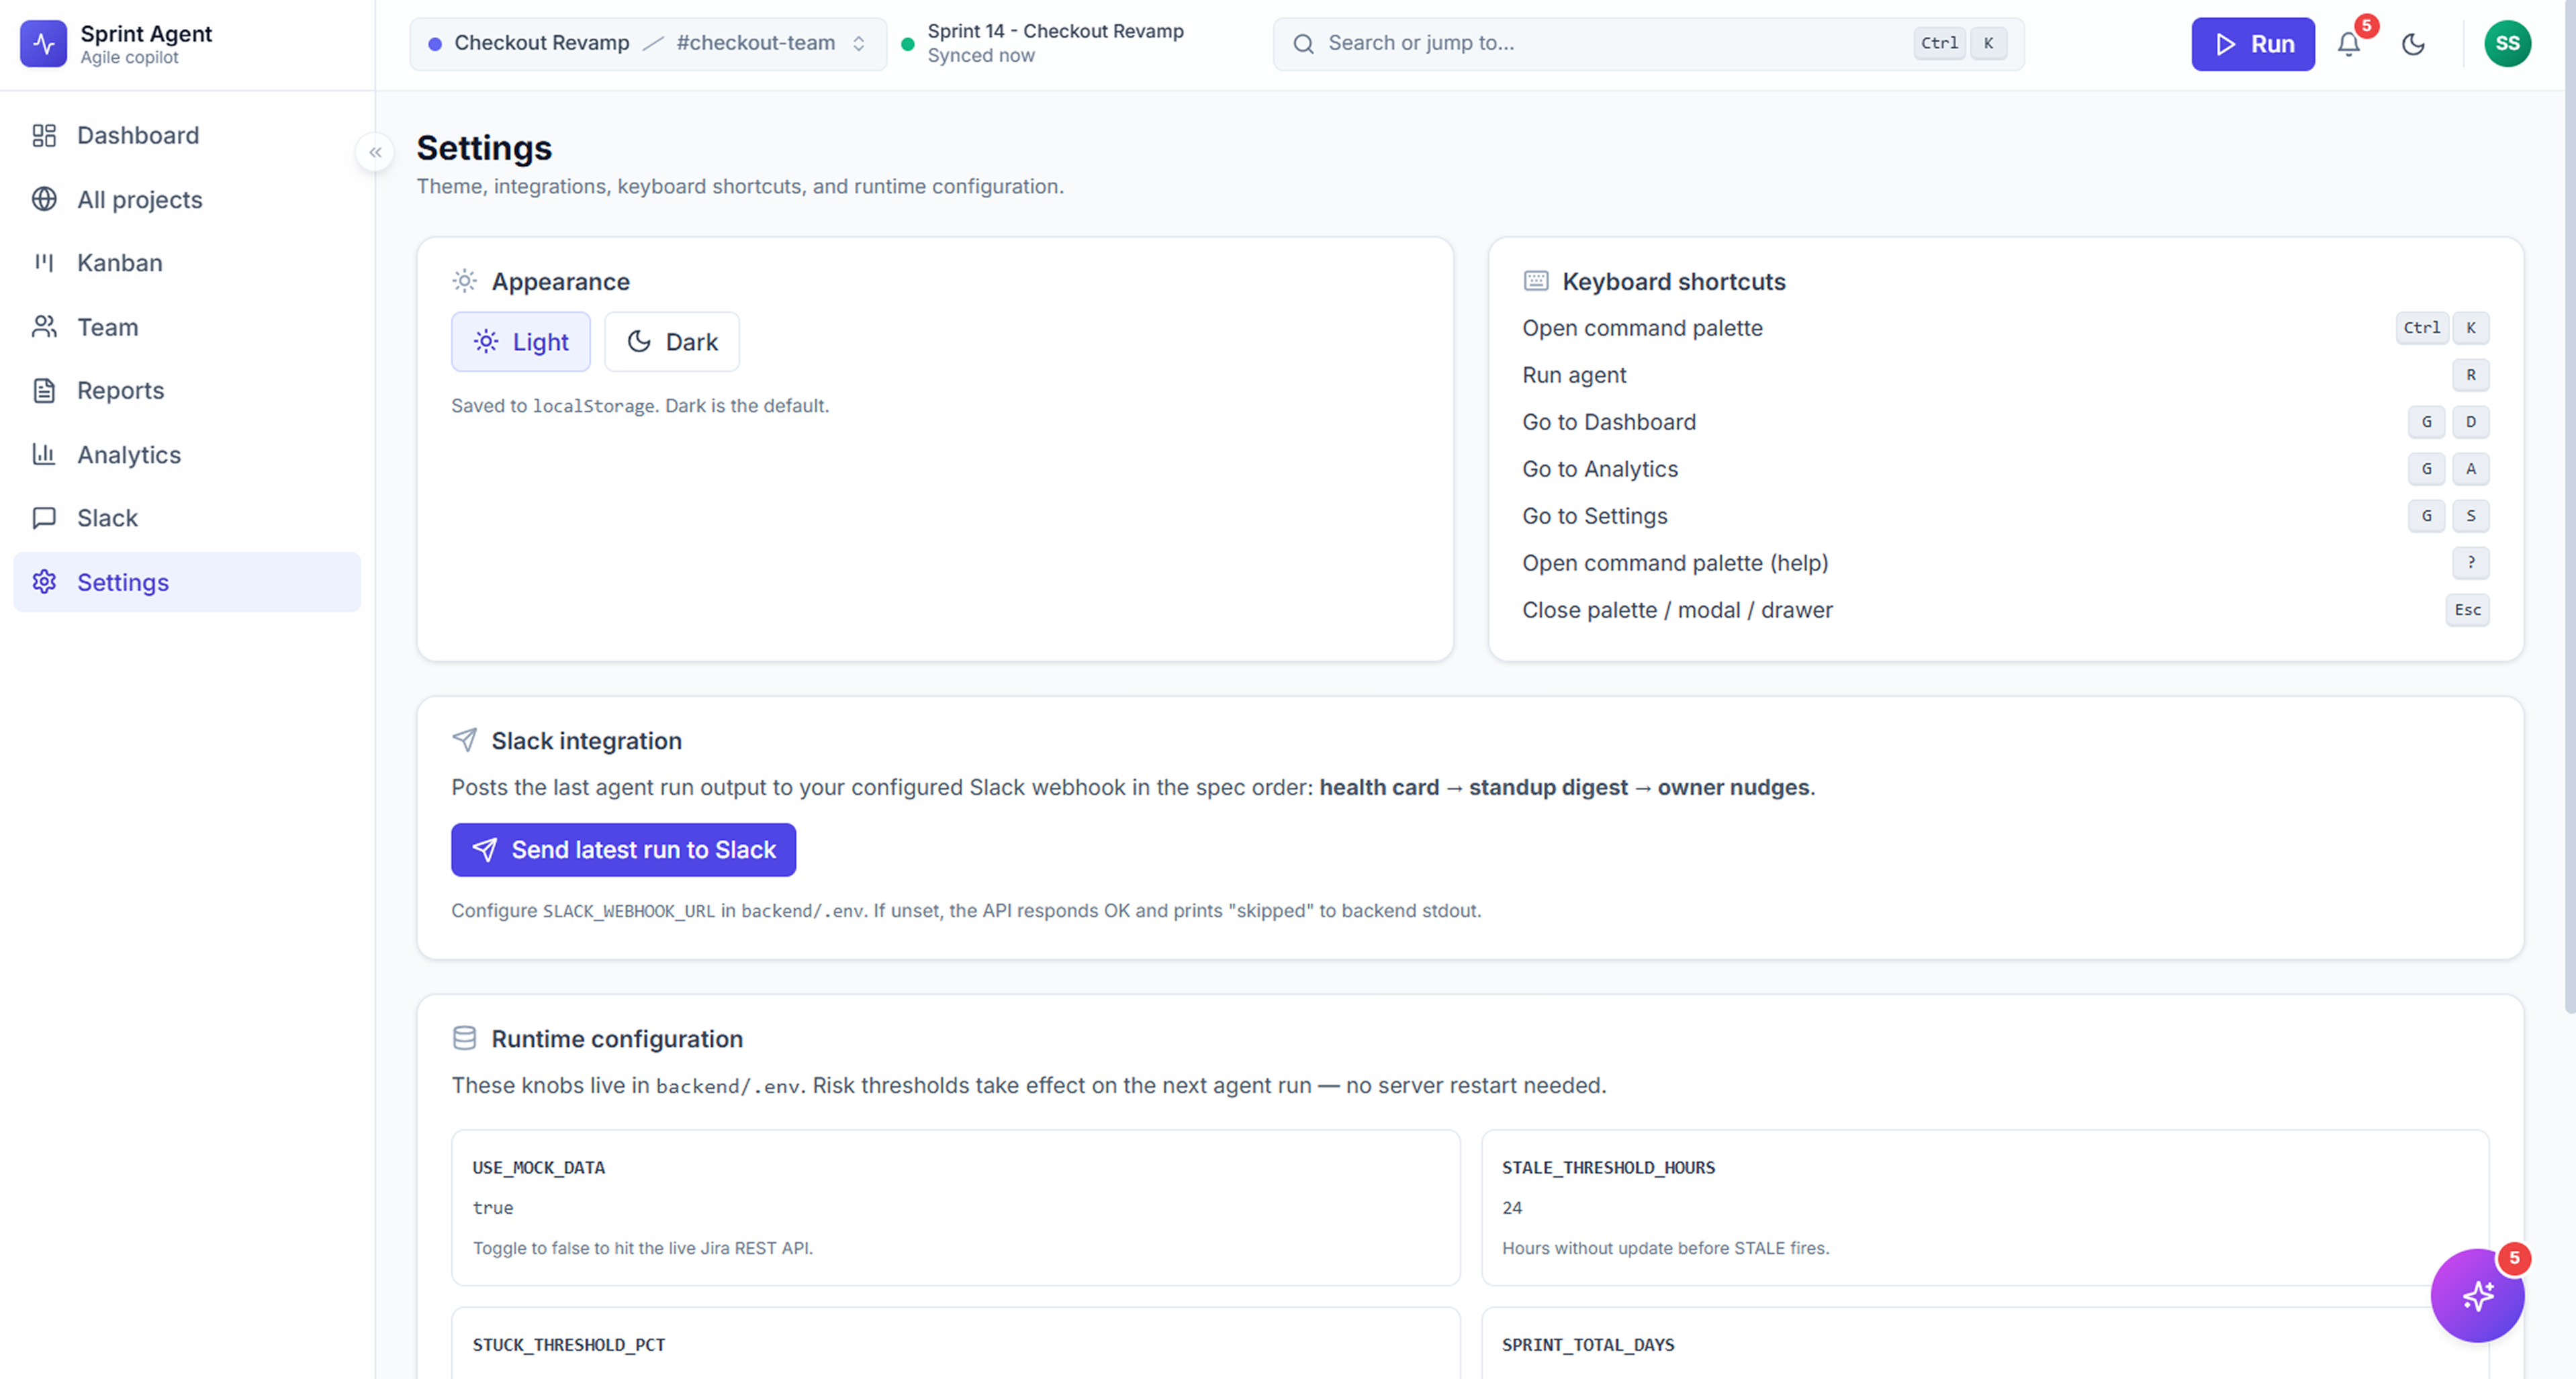 Sprint Agent
Agile copilot
Checkout Revamp / #checkout-team
Sprint 14 - Checkout Revamp
Synced now
Search or jump to...
Ctrl K
Run
5
SS
Dashboard
All projects
Kanban
Team
Reports
Analytics
Slack
Settings
Settings
Theme, integrations, keyboard shortcuts, and runtime configuration.
Appearance
Light
Dark
Saved to localStorage. Dark is the default.
Keyboard shortcuts
Open command palette Ctrl K
Run agent R
Go to Dashboard G D
Go to Analytics G A
Go to Settings G S
Open command palette (help) ?
Close palette / modal / drawer Esc
Slack integration
Posts the last agent run output to your configured Slack webhook in the spec order: health card → standup digest → owner nudges.
Send latest run to Slack
Configure SLACK_WEBHOOK_URL in backend/.env. If unset, the API responds OK and prints "skipped" to backend stdout.
Runtime configuration
These knobs live in backend/.env. Risk thresholds take effect on the next agent run — no server restart needed.
USE_MOCK_DATA
true
Toggle to false to hit the live Jira REST API.
STALE_THRESHOLD_HOURS
24
Hours without update before STALE fires.
5
STUCK_THRESHOLD_PCT
SPRINT_TOTAL_DAYS